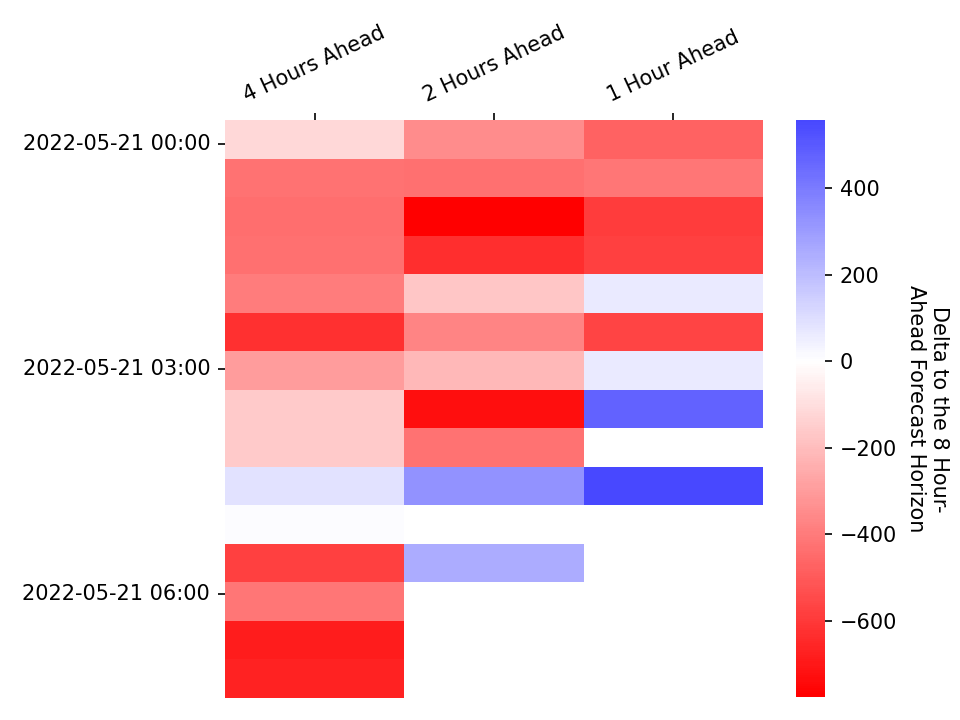 4 Hours Ahead
2 Hours Ahead
1 Hour Ahead
2022-05-21 00:00
2022-05-21 03:00
2022-05-21 06:00
400
200
0
−200
−400
−600
Delta to the 8 Hour-
Ahead Forecast Horizon